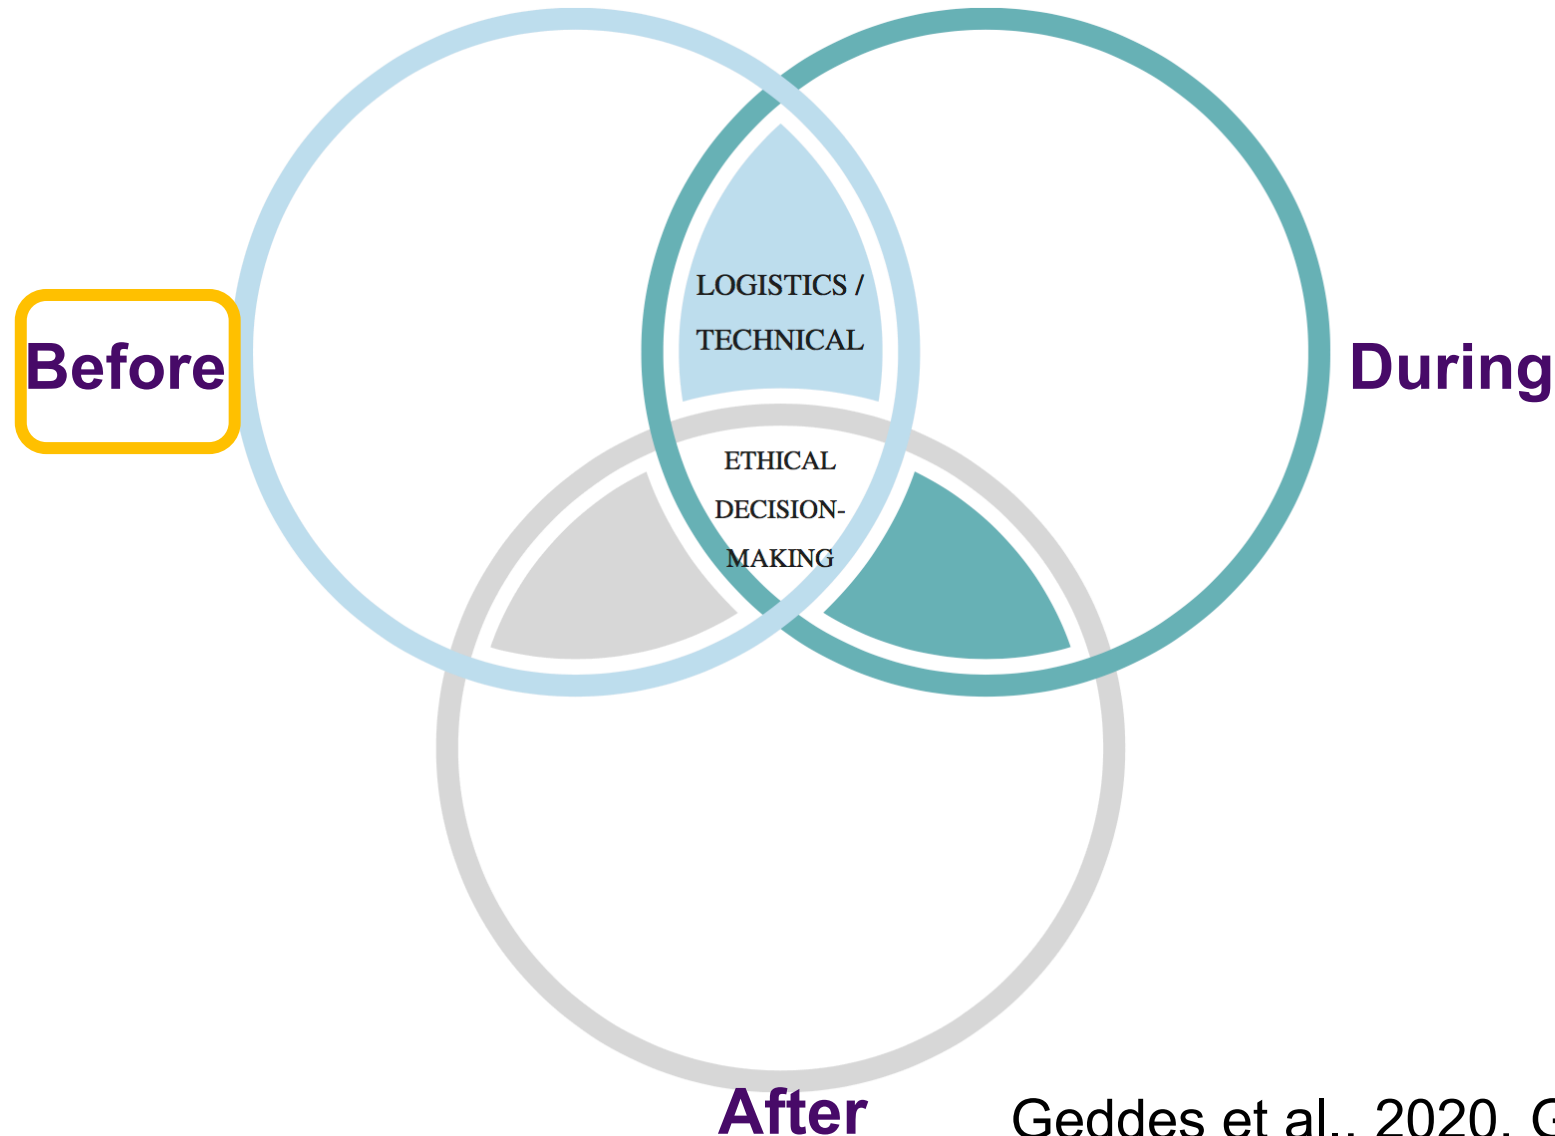 LOGISTICS /
TECHNICAL
Before
During
ETHICAL
DECISION-
MAKING
After
Geddes et al., 2020, G